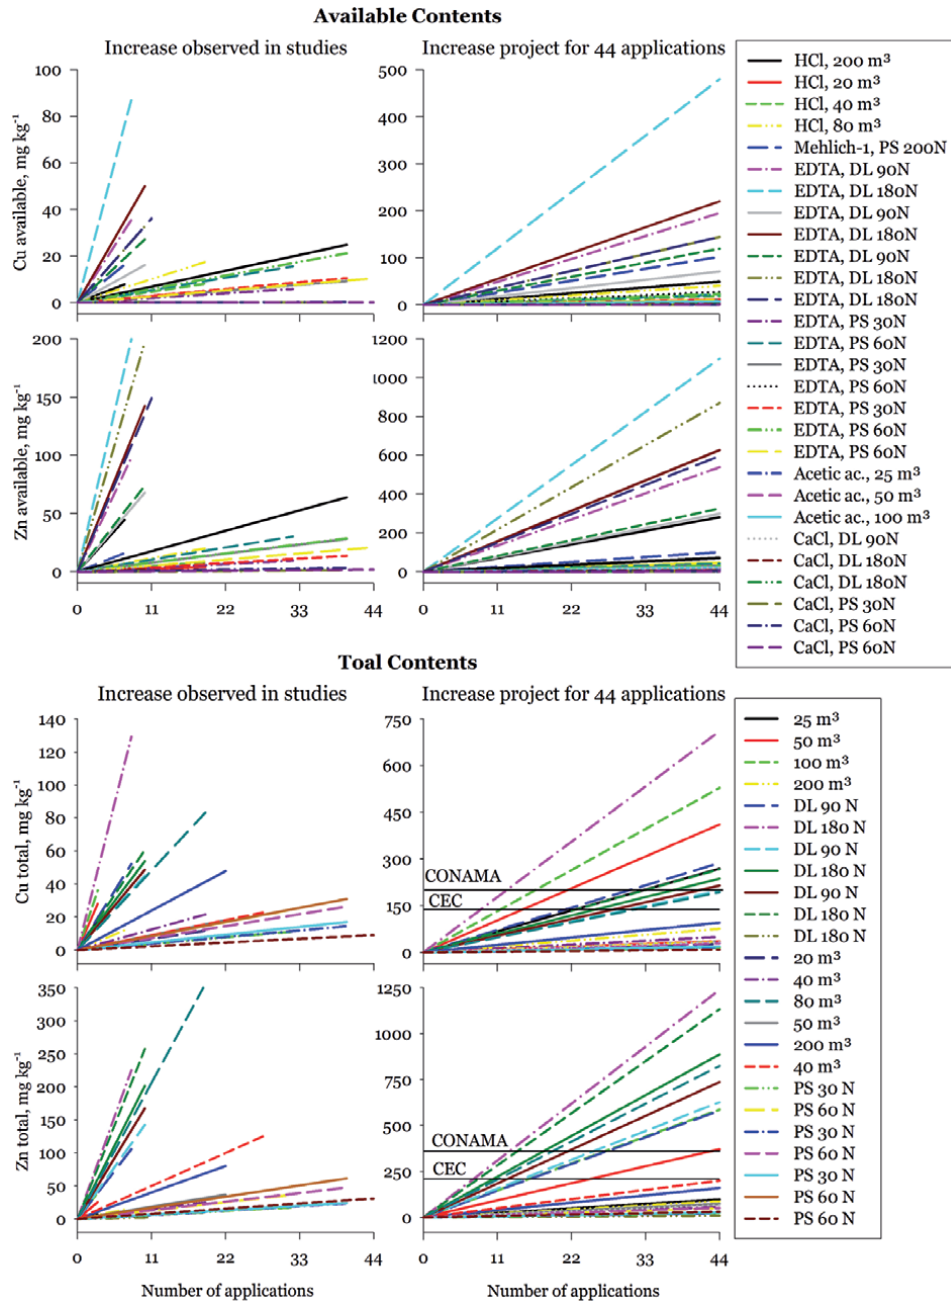 Available Contents
Increase observed in studies
Increase project for 44 applications
Cu available, mg kg⁻¹
100
80
60
40
20
0
500
400
300
200
100
0
Zn available, mg kg⁻¹
200
150
100
50
0
1200
1000
800
600
400
200
0
0 11 22 33 44
0 11 22 33 44
HCl, 200 m³
HCl, 20 m³
HCl, 40 m³
HCl, 80 m³
Mehlich-1, PS 200N
EDTA, DL 90N
EDTA, DL 180N
EDTA, DL 90N
EDTA, DL 180N
EDTA, DL 90N
EDTA, DL 180N
EDTA, DL 180N
EDTA, PS 30N
EDTA, PS 60N
EDTA, PS 30N
EDTA, PS 60N
EDTA, PS 30N
EDTA, PS 60N
EDTA, PS 60N
Acetic ac., 25 m³
Acetic ac., 50 m³
Acetic ac., 100 m³
CaCl, DL 90N
CaCl, DL 180N
CaCl, DL 180N
CaCl, PS 30N
CaCl, PS 60N
CaCl, PS 60N
Toal Contents
Increase observed in studies
Increase project for 44 applications
Cu total, mg kg⁻¹
140
120
100
80
60
40
20
0
750
600
450
300
150
0
CONAMA
CEC
Zn total, mg kg⁻¹
350
300
250
200
150
100
50
0
1250
1000
750
500
250
0
CONAMA
CEC
0 11 22 33 44
0 11 22 33 44
Number of applications
Number of applications
25 m³
50 m³
100 m³
200 m³
DL 90 N
DL 180 N
DL 90 N
DL 180 N
DL 90 N
DL 180 N
DL 180 N
20 m³
40 m³
80 m³
50 m³
200 m³
40 m³
PS 30 N
PS 60 N
PS 30 N
PS 60 N
PS 30 N
PS 60 N
PS 60 N